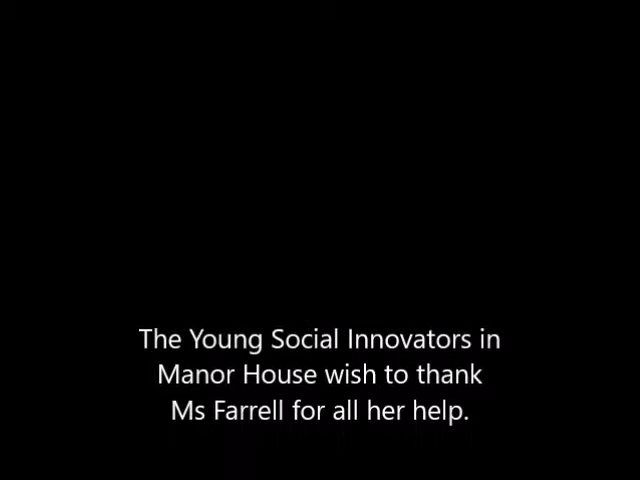 The Young Social Innovators in
Manor House wish to thank
Ms Farrell for all her help.